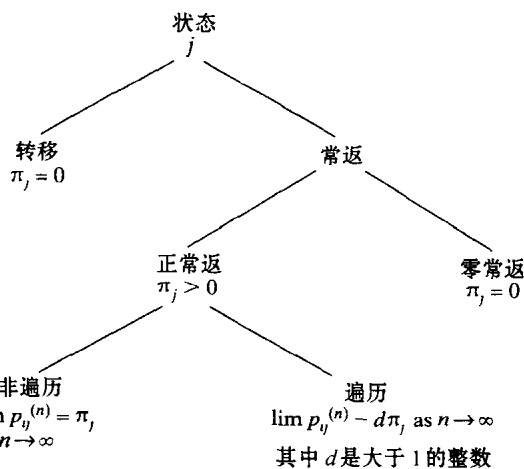 状态
j
转移
π_j = 0
常返
正常返
π_j > 0
零常返
π_j = 0
非遍历
p_ij^(n) = π_j
n → ∞
遍历
lim p_ij^(n) − dπ_j as n → ∞
其中 d 是大于 1 的整数